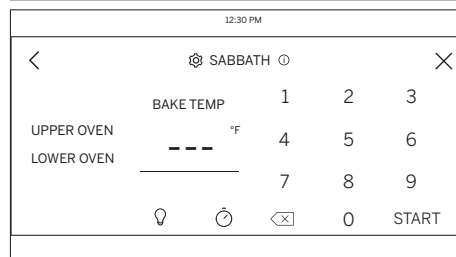 12:30 PM
SABBATH
BAKE TEMP
1 2 3
UPPER OVEN
--- °F
4 5 6
LOWER OVEN
7 8 9
0 START